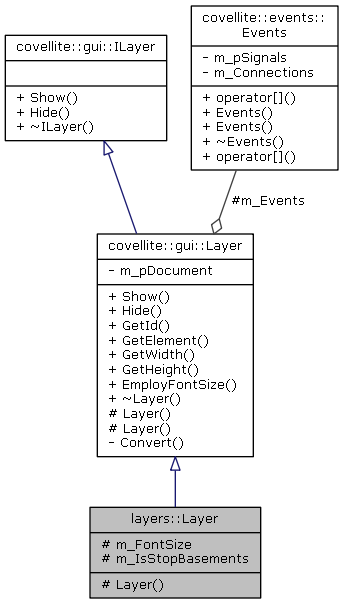 covellite::gui::ILayer
+ Show()
+ Hide()
+ ~ILayer()
covellite::events::
Events
- m_pSignals
- m_Connections
+ operator[]()
+ Events()
+ Events()
+ ~Events()
+ operator[]()
#m_Events
covellite::gui::Layer
- m_pDocument
+ Show()
+ Hide()
+ GetId()
+ GetElement()
+ GetWidth()
+ GetHeight()
+ EmployFontSize()
+ ~Layer()
# Layer()
# Layer()
- Convert()
layers::Layer
# m_FontSize
# m_IsStopBasements
# Layer()